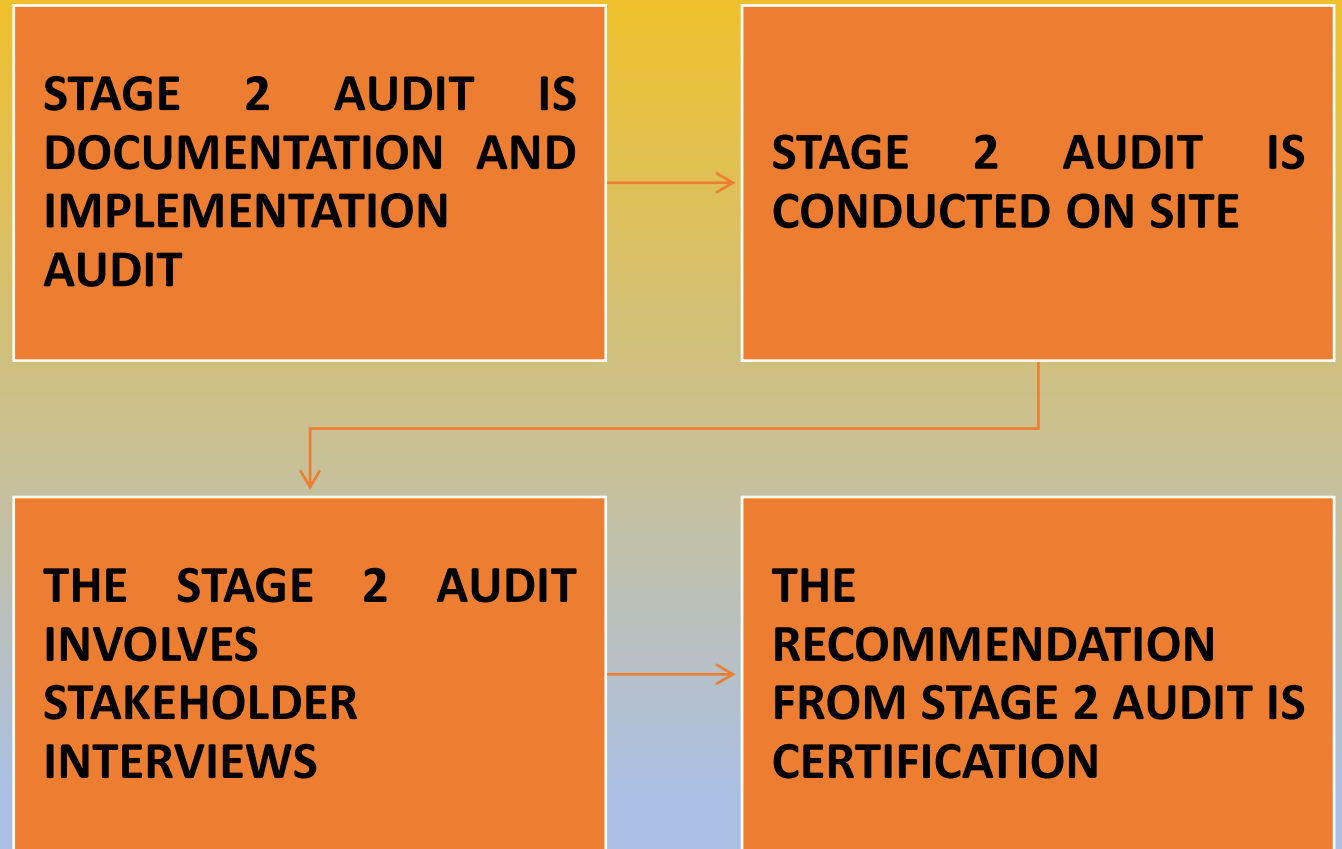 STAGE 2 AUDIT IS
DOCUMENTATION AND
IMPLEMENTATION
AUDIT
STAGE 2 AUDIT IS
CONDUCTED ON SITE
THE STAGE 2 AUDIT
INVOLVES
STAKEHOLDER
INTERVIEWS
THE
RECOMMENDATION
FROM STAGE 2 AUDIT IS
CERTIFICATION